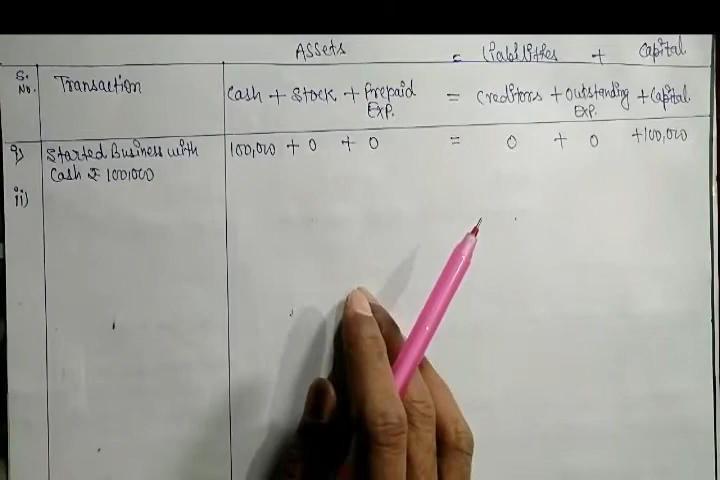 Assets = Liabilities + Capital
S. No. Transaction Cash + Stock + Prepaid Exp. = Creditors + Outstanding Exp. + Capital
i) Started Business with 100,000 + 0 + 0 = 0 + 0 + 100,000
Cash ₹ 100,000
ii)